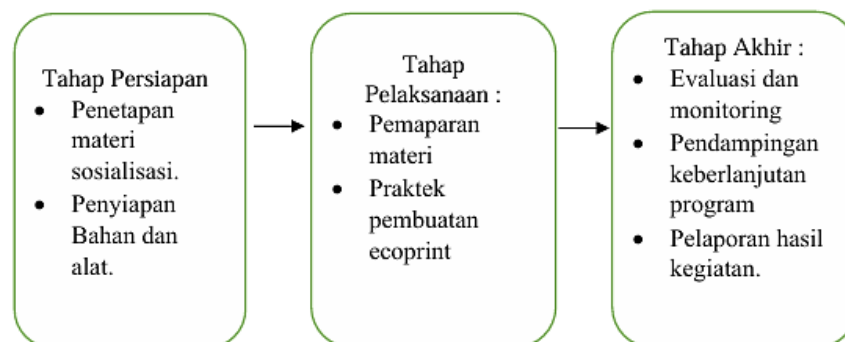 Tahap Persiapan
• Penetapan
materi
sosialisasi.
• Penyiapan
Bahan dan
alat.
Tahap
Pelaksanaan :
• Pemaparan
materi
• Praktek
pembuatan
ecoprint
Tahap Akhir :
• Evaluasi dan
monitoring
• Pendampingan
keberlanjutan
program
• Pelaporan hasil
kegiatan.